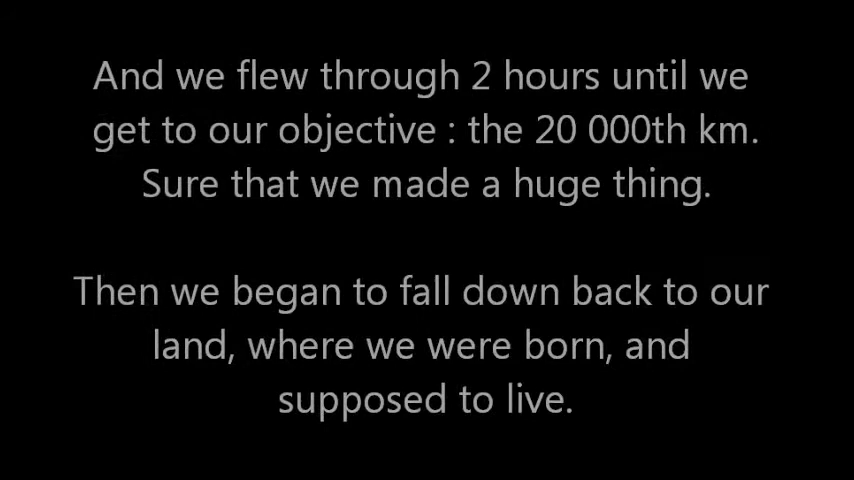 And we flew through 2 hours until we
get to our objective : the 20 000th km.
Sure that we made a huge thing.
Then we began to fall down back to our
land, where we were born, and
supposed to live.